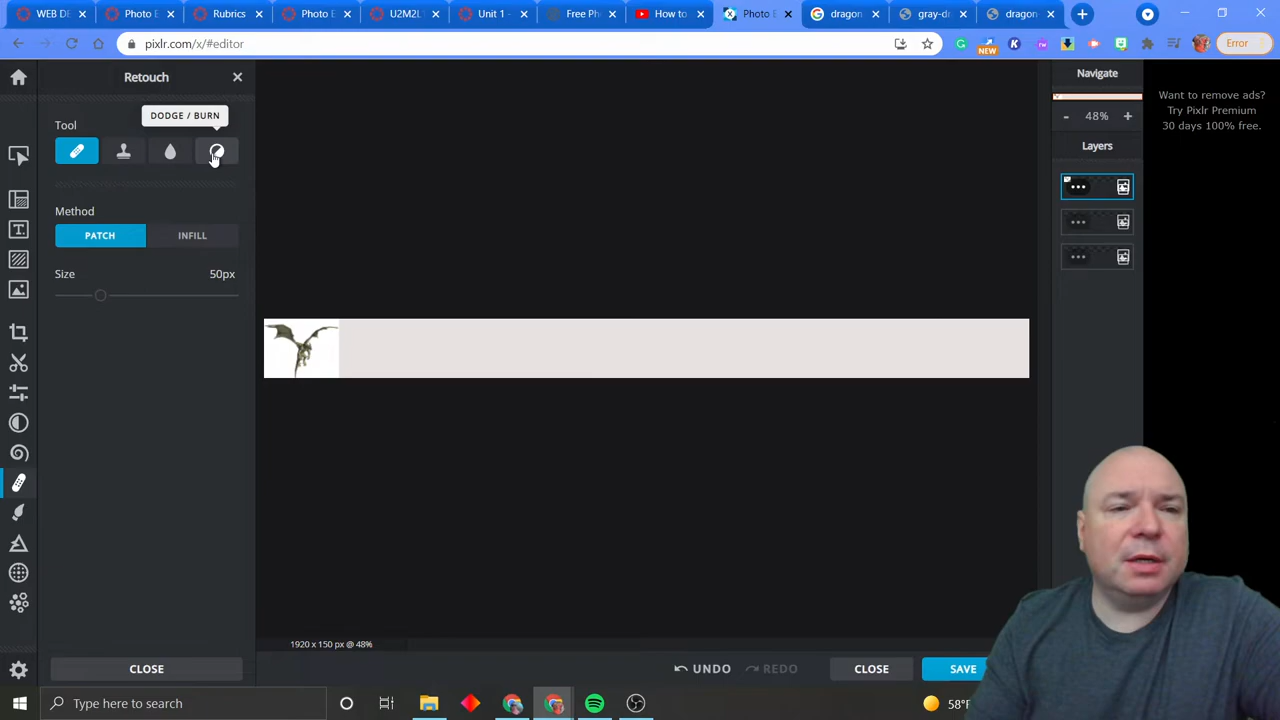 WEB DE
Photo E
Rubrics
Photo E
U2M2L
Unit 1 -
Free Ph
How to
Photo E
dragon
gray-dr
dragon
pixlr.com/x/#editor
NEW
Error
Retouch
DODGE / BURN
Tool
Method
PATCH
INFILL
Size
50px
CLOSE
Navigate
- 48% +
Layers
Want to remove ads?
Try Pixlr Premium
30 days 100% free.
1920 x 150 px @ 48%
UNDO
REDO
CLOSE
SAVE
Type here to search
58°F